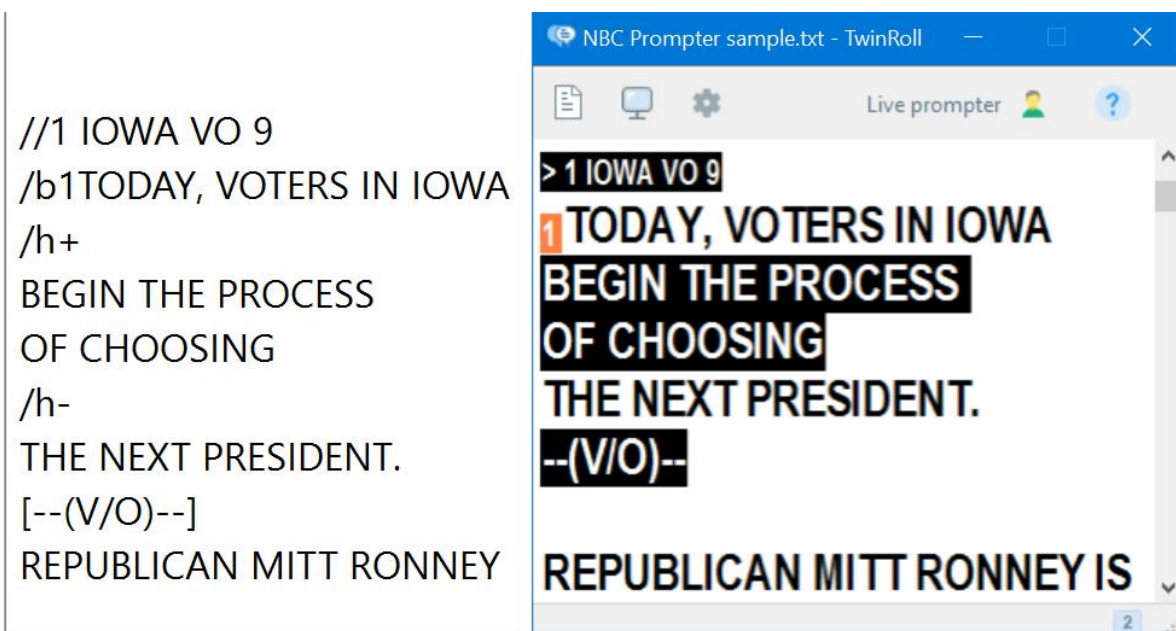 //1 IOWA VO 9
/b1TODAY, VOTERS IN IOWA
/h+
BEGIN THE PROCESS
OF CHOOSING
/h-
THE NEXT PRESIDENT.
[--(V/O)--]
REPUBLICAN MITT RONNEY
NBC Prompter sample.txt - TwinRoll
Live prompter ?
> 1 IOWA VO 9
1 TODAY, VOTERS IN IOWA
BEGIN THE PROCESS
OF CHOOSING
THE NEXT PRESIDENT.
--(V/O)--
REPUBLICAN MITT RONNEY IS
2